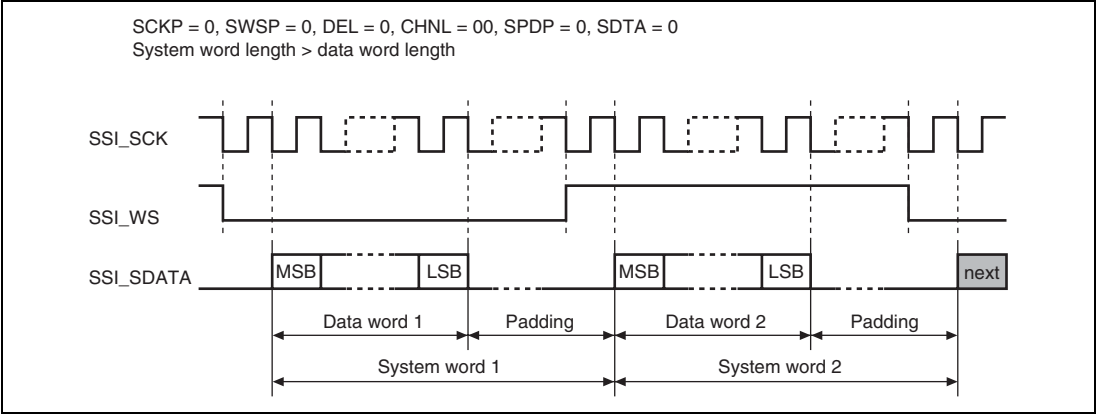 SCKP = 0, SWSP = 0, DEL = 0, CHNL = 00, SPDP = 0, SDTA = 0
System word length > data word length
SSI_SCK
SSI_WS
SSI_SDATA
MSB LSB MSB LSB next
Data word 1 Padding Data word 2 Padding
System word 1 System word 2